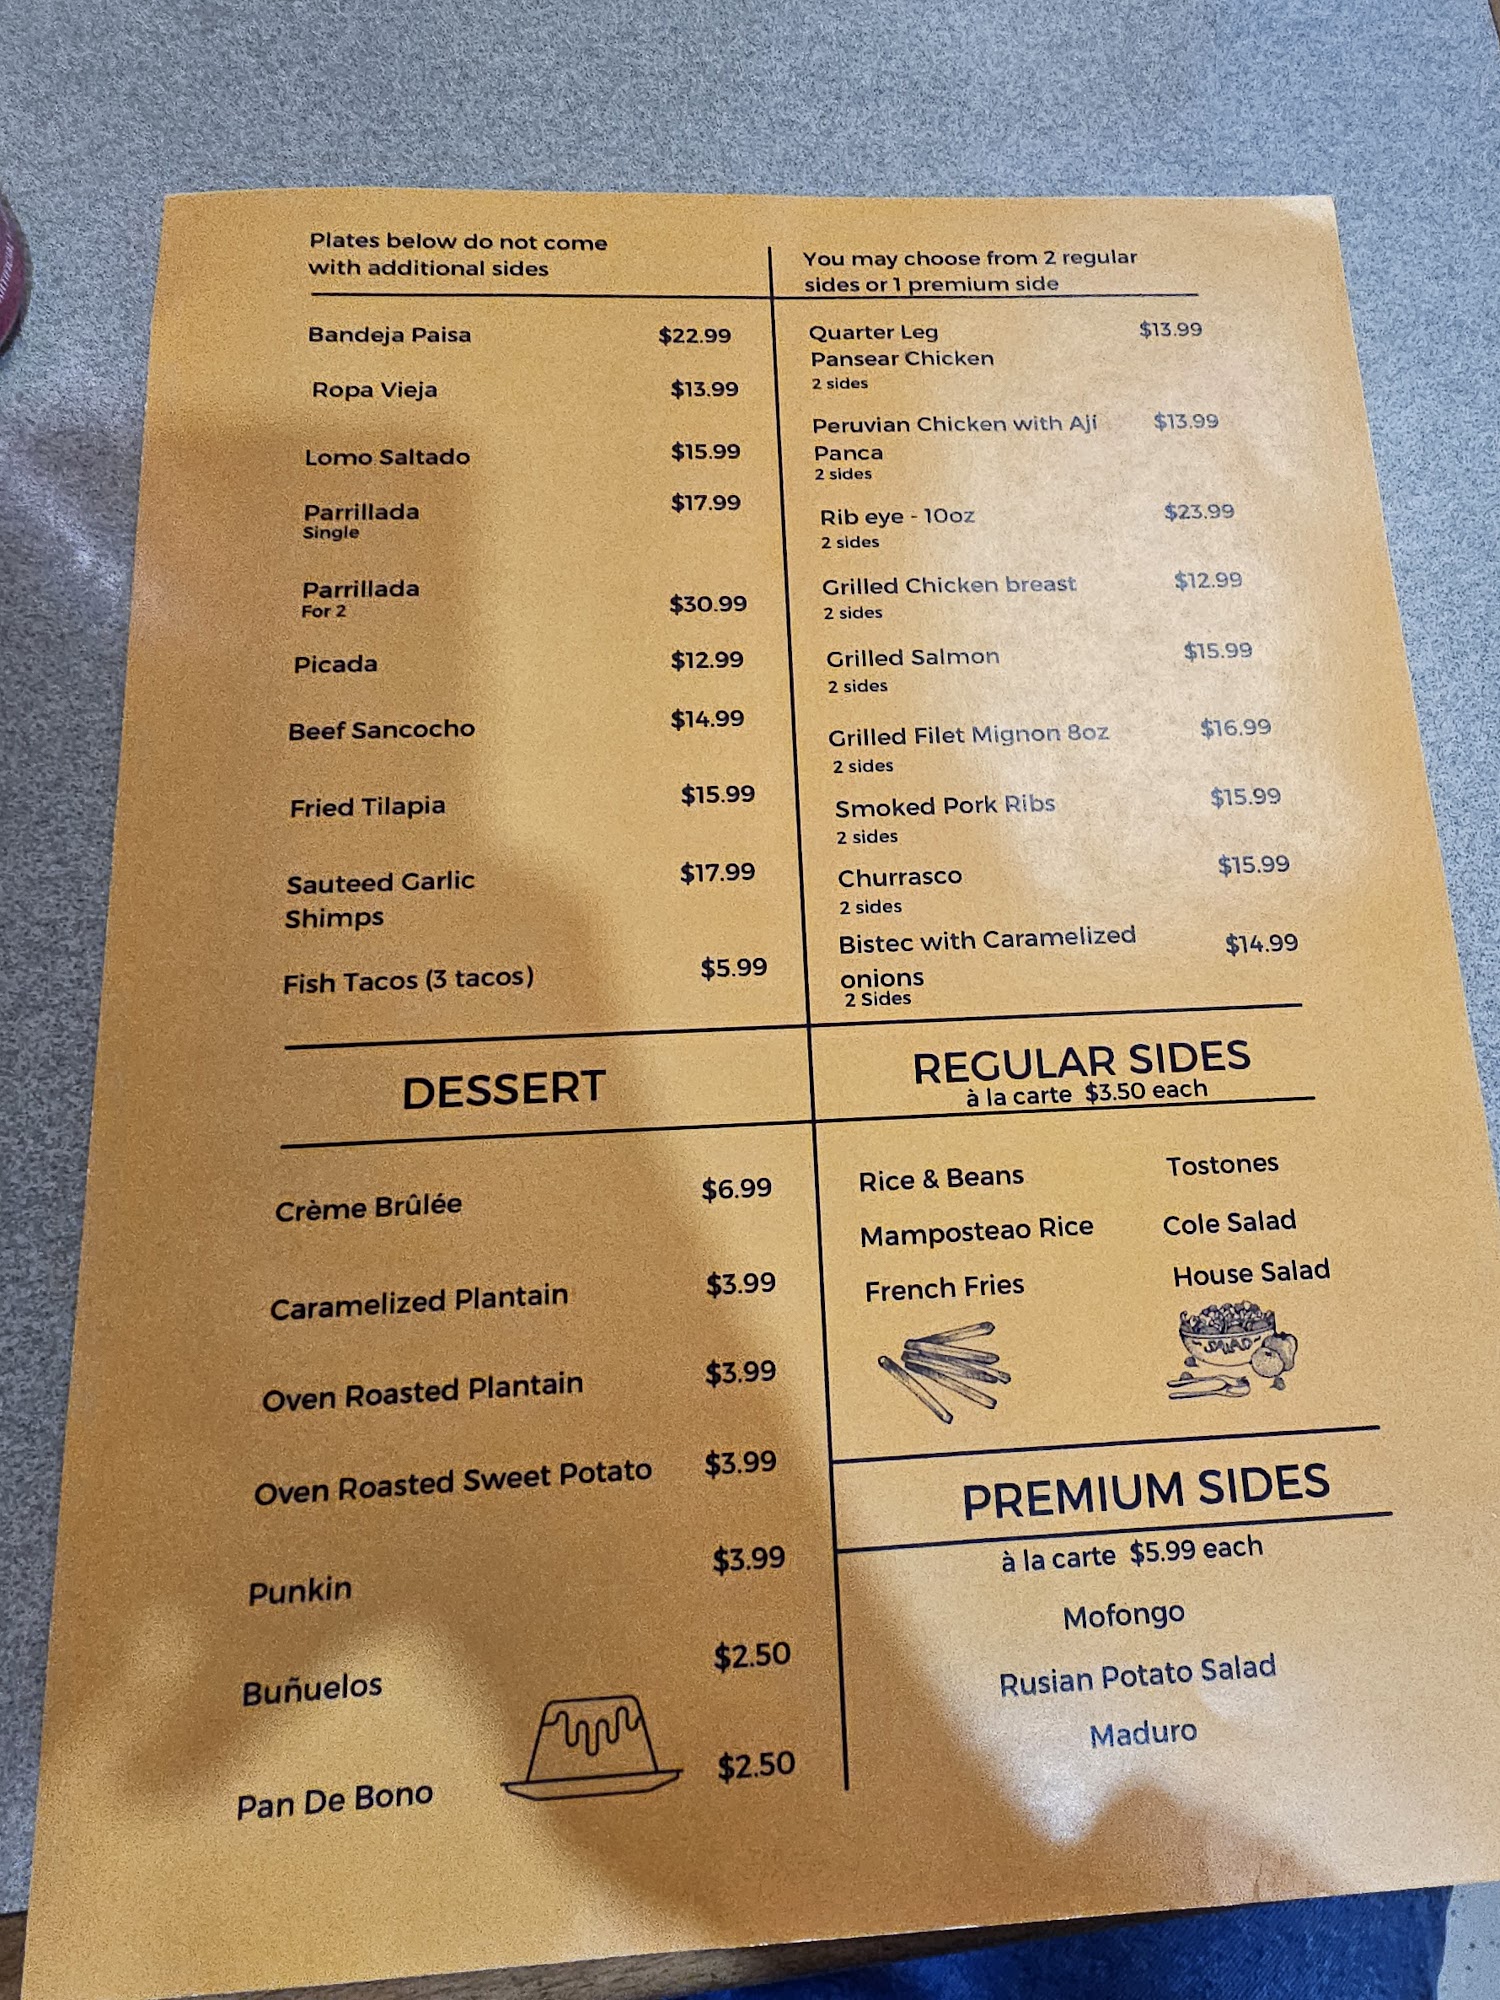 Plates below do not come
with additional sides
Bandeja Paisa $22.99
Ropa Vieja $13.99
Lomo Saltado $15.99
Parrillada $17.99
Single
Parrillada
For 2 $30.99
Picada $12.99
Beef Sancocho $14.99
Fried Tilapia $15.99
Sauteed Garlic $17.99
Shimps
Fish Tacos (3 tacos) $5.99
You may choose from 2 regular
sides or 1 premium side
Quarter Leg $13.99
Pansear Chicken
2 sides
Peruvian Chicken with Ají $13.99
Panca
2 sides
Rib eye - 10oz $23.99
2 sides
Grilled Chicken breast $12.99
2 sides
Grilled Salmon $15.99
2 sides
Grilled Filet Mignon 8oz $16.99
2 sides
Smoked Pork Ribs $15.99
2 sides
Churrasco $15.99
2 sides
Bistec with Caramelized $14.99
onions
2 Sides
DESSERT
Crème Brûlée $6.99
Caramelized Plantain $3.99
Oven Roasted Plantain $3.99
Oven Roasted Sweet Potato $3.99
Punkin $3.99
Buñuelos $2.50
Pan De Bono $2.50
REGULAR SIDES
à la carte $3.50 each
Rice & Beans Tostones
Mamposteao Rice Cole Salad
French Fries House Salad
SALAD
PREMIUM SIDES
à la carte $5.99 each
Mofongo
Rusian Potato Salad
Maduro